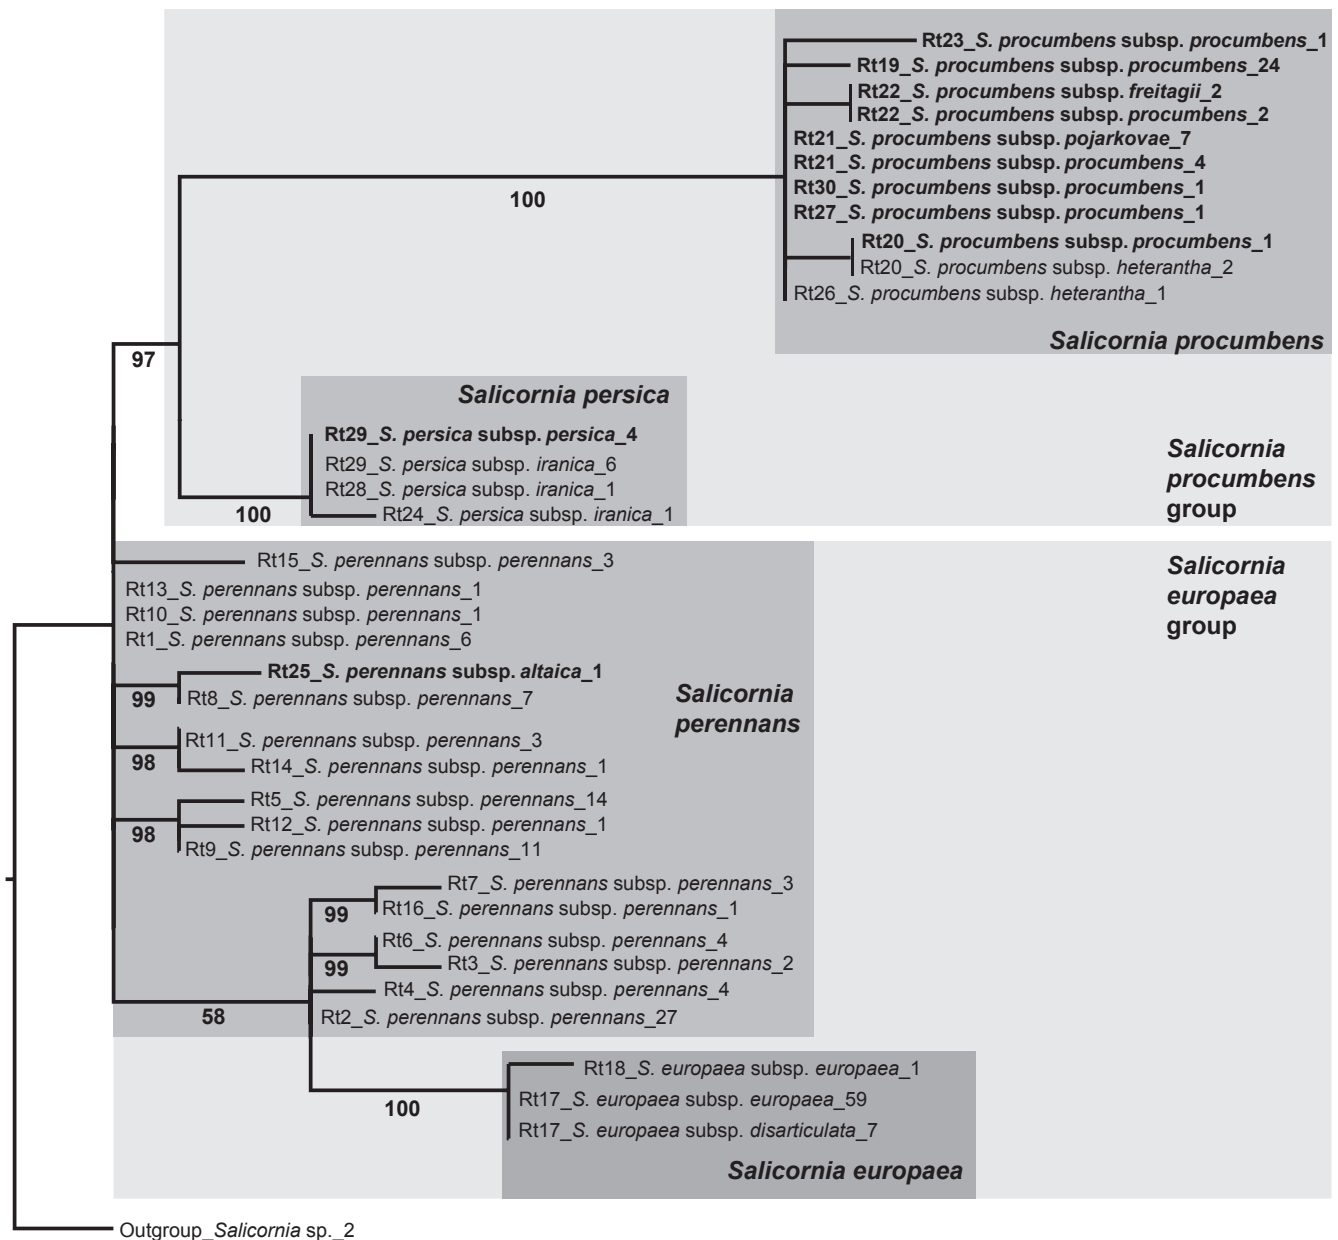 Rt23_S. procumbens subsp. procumbens_1
Rt19_S. procumbens subsp. procumbens_24
Rt22_S. procumbens subsp. freitagii_2
Rt22_S. procumbens subsp. procumbens_2
Rt21_S. procumbens subsp. pojarkovae_7
Rt21_S. procumbens subsp. procumbens_4
Rt30_S. procumbens subsp. procumbens_1
Rt27_S. procumbens subsp. procumbens_1
Rt20_S. procumbens subsp. procumbens_1
Rt20_S. procumbens subsp. heterantha_2
Rt26_S. procumbens subsp. heterantha_1
Salicornia procumbens
100
97
Salicornia persica
Rt29_S. persica subsp. persica_4
Rt29_S. persica subsp. iranica_6
Rt28_S. persica subsp. iranica_1
Rt24_S. persica subsp. iranica_1
100
Salicornia
procumbens
group
Salicornia
europaea
group
Rt15_S. perennans subsp. perennans_3
Rt13_S. perennans subsp. perennans_1
Rt10_S. perennans subsp. perennans_1
Rt1_S. perennans subsp. perennans_6
Rt25_S. perennans subsp. altaica_1
Rt8_S. perennans subsp. perennans_7
99
Salicornia
perennans
Rt11_S. perennans subsp. perennans_3
Rt14_S. perennans subsp. perennans_1
98
Rt5_S. perennans subsp. perennans_14
Rt12_S. perennans subsp. perennans_1
Rt9_S. perennans subsp. perennans_11
98
Rt7_S. perennans subsp. perennans_3
Rt16_S. perennans subsp. perennans_1
99
Rt6_S. perennans subsp. perennans_4
Rt3_S. perennans subsp. perennans_2
99
Rt4_S. perennans subsp. perennans_4
Rt2_S. perennans subsp. perennans_27
58
Rt18_S. europaea subsp. europaea_1
Rt17_S. europaea subsp. europaea_59
Rt17_S. europaea subsp. disarticulata_7
100
Salicornia europaea
Outgroup_Salicornia sp._2